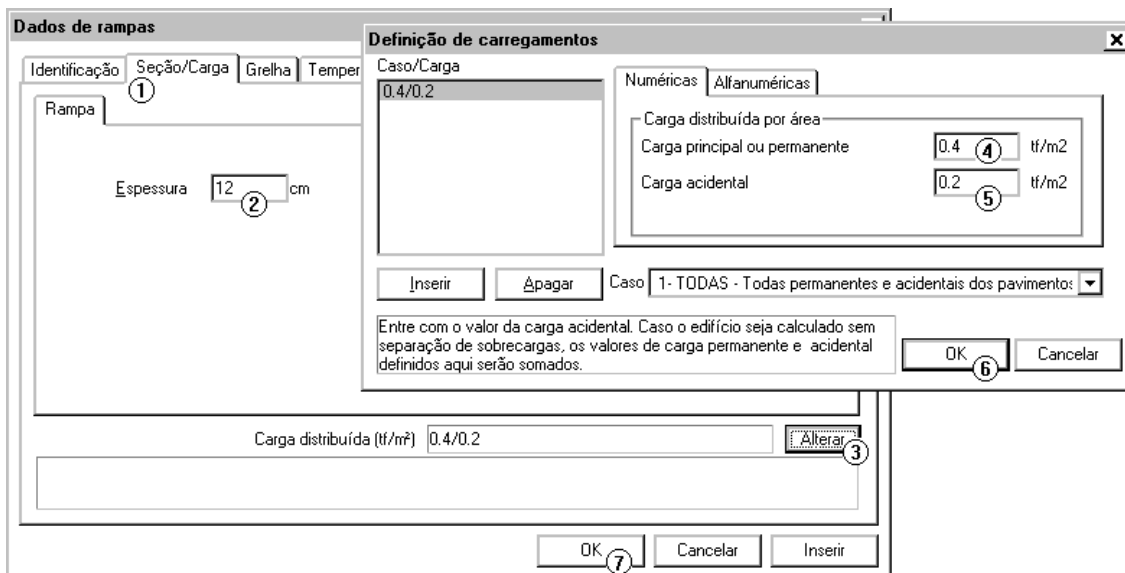 Dados de rampas
Identificação Seção/Carga Grelha Temper
1
Rampa
Espessura 12 cm
2
Definição de carregamentos
Caso/Carga
0.4/0.2
Numéricas Alfanuméricas
Carga distribuída por área
Carga principal ou permanente 0.4 4 tf/m2
Carga acidental 0.2 5 tf/m2
Inserir Apagar Caso 1- TODAS - Todas permanentes e acidentais dos pavimentos
Entre com o valor da carga acidental. Caso o edifício seja calculado sem
separação de sobrecargas, os valores de carga permanente e acidental
definidos aqui serão somados.
OK 6 Cancelar
Carga distribuída (tf/m²) 0.4/0.2 Alterar 3
OK 7 Cancelar Inserir